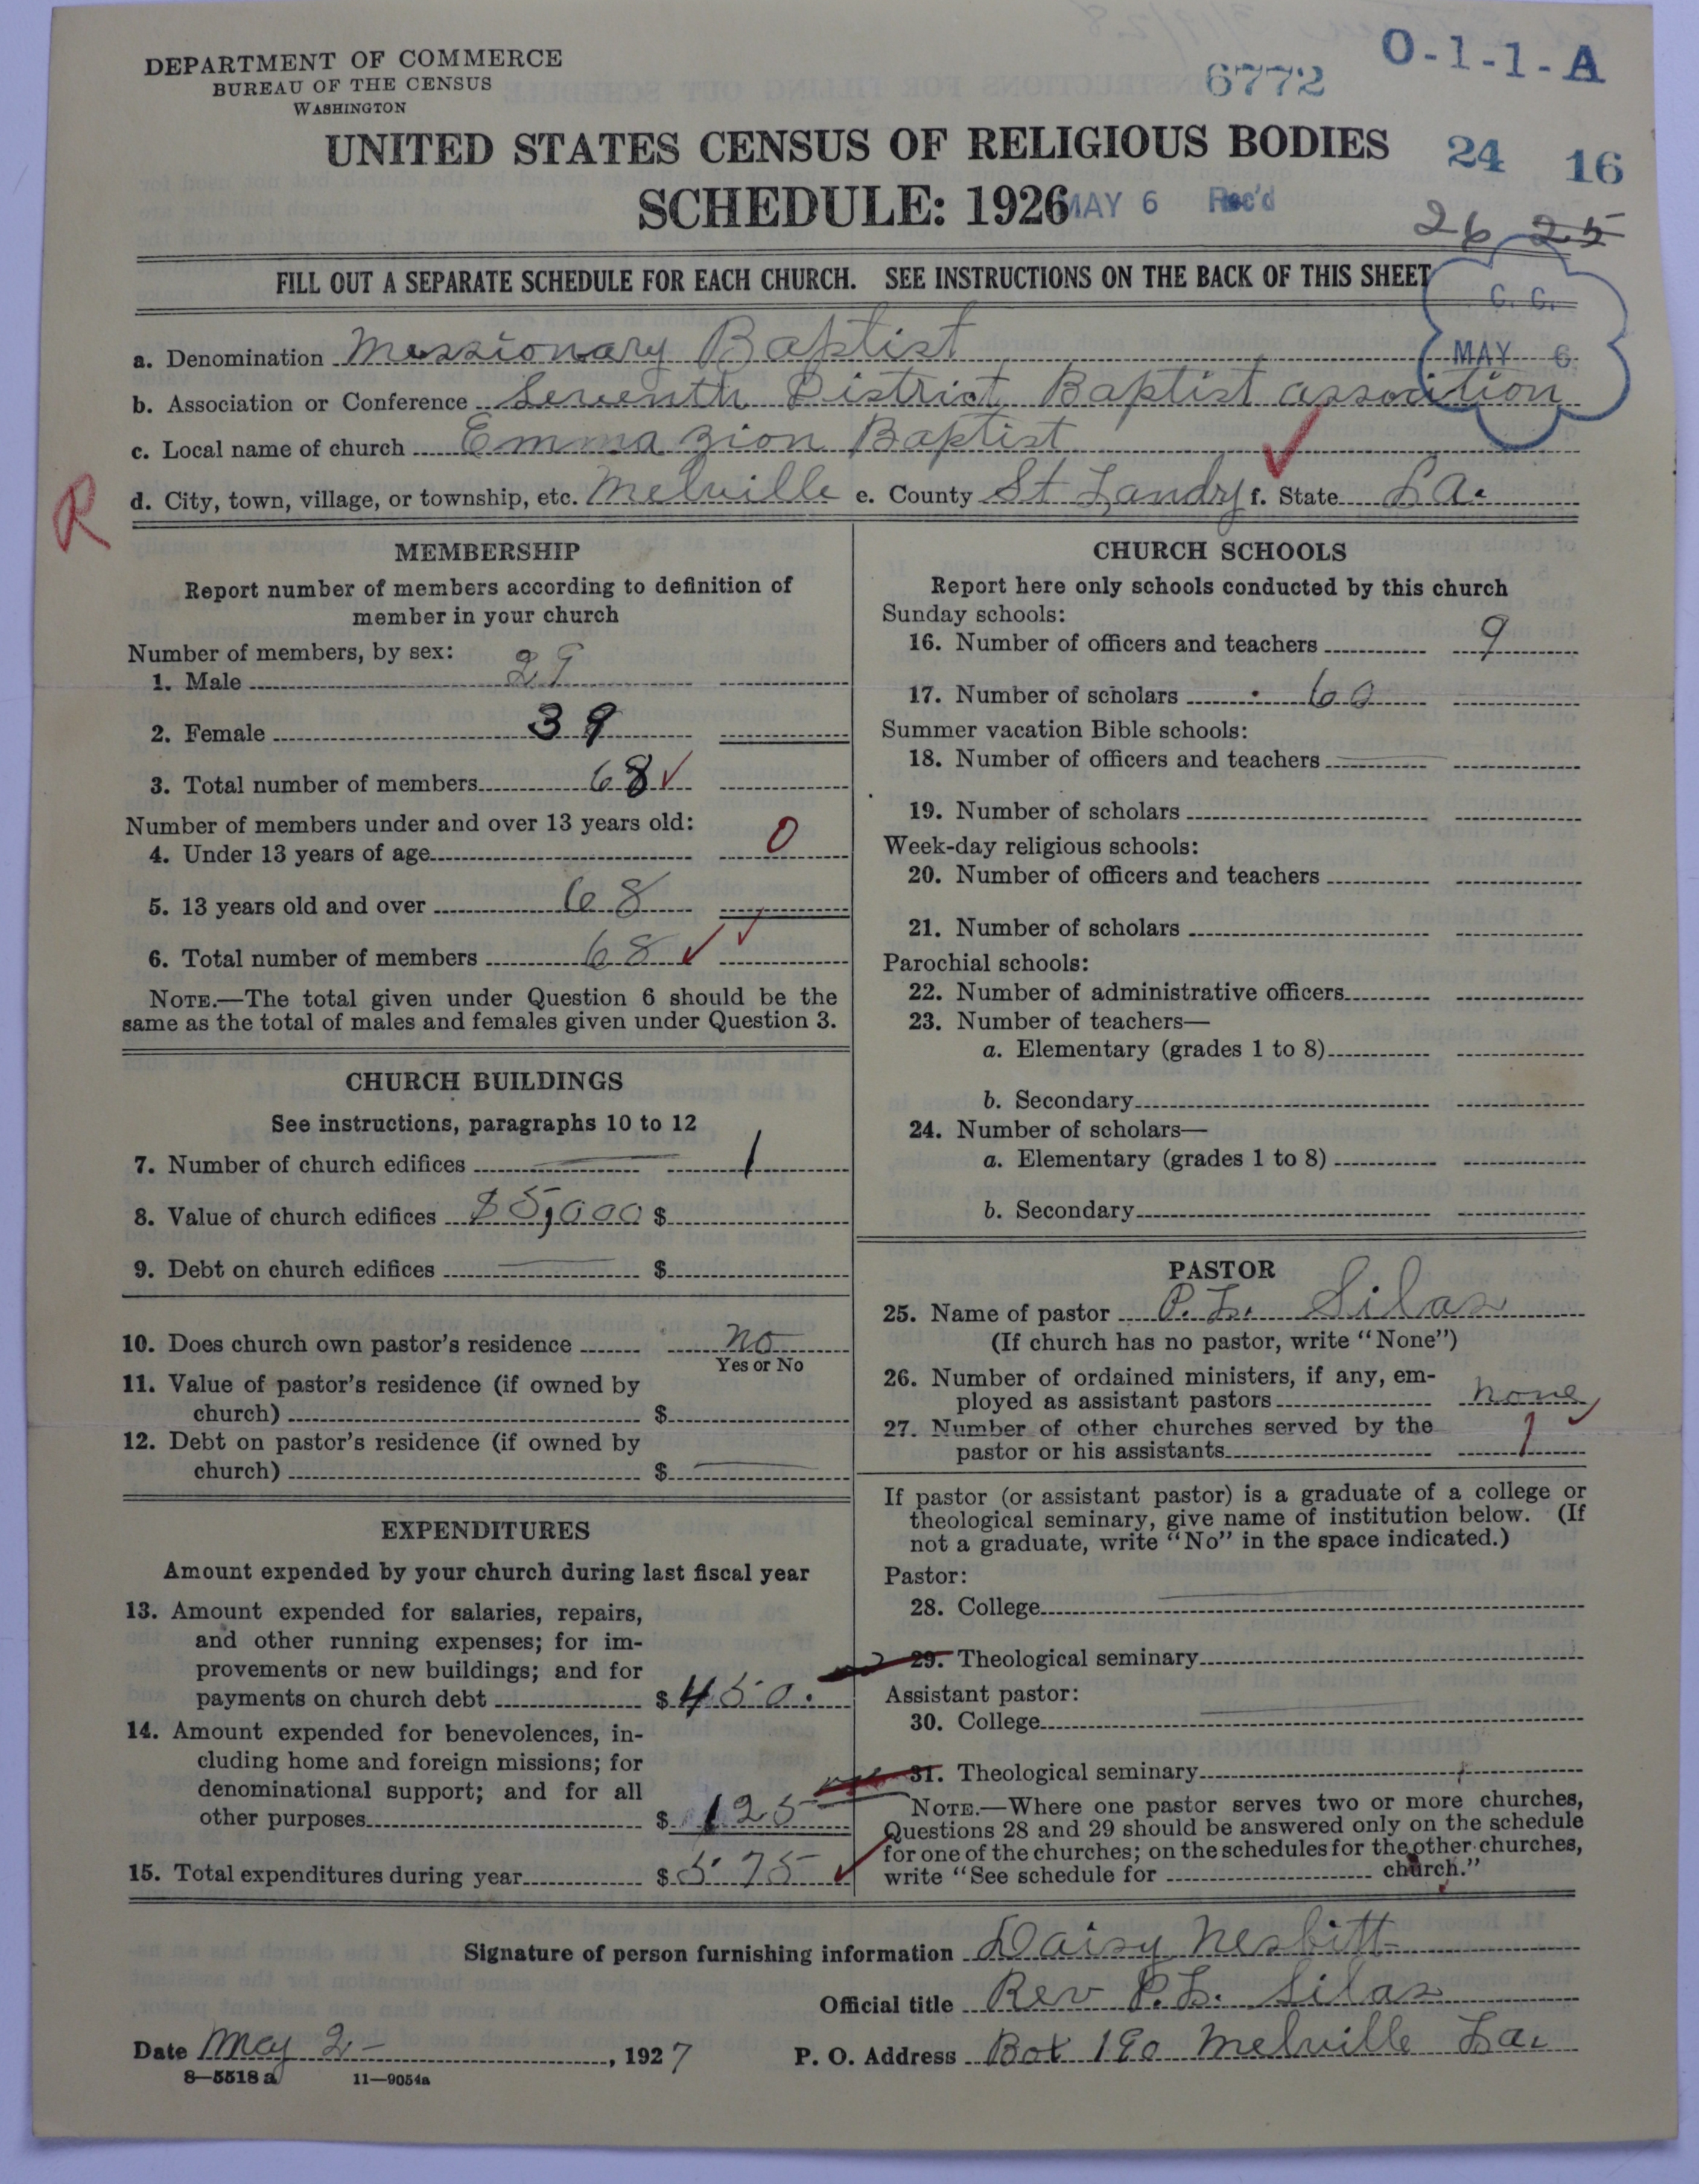 DEPARTMENT OF COMMERCE
BUREAU OF THE CENSUS
WASHINGTON
6772
O-1-1-A
UNITED STATES CENSUS OF RELIGIOUS BODIES
24 16
SCHEDULE: 1926
MAY 6 Rec'd
26 25
FILL OUT A SEPARATE SCHEDULE FOR EACH CHURCH. SEE INSTRUCTIONS ON THE BACK OF THIS SHEET
C. C.
MAY 6
a. Denomination Missionary Baptist
b. Association or Conference Seventh District Baptist association
c. Local name of church Emma Zion Baptist
R
d. City, town, village, or township, etc. Melville e. County St Landry f. State La.
MEMBERSHIP
Report number of members according to definition of
member in your church
Number of members, by sex:
1. Male 29
2. Female 39
3. Total number of members 68 ✓
Number of members under and over 13 years old:
4. Under 13 years of age 0
5. 13 years old and over 68
6. Total number of members 68 ✓ ✓
NOTE.—The total given under Question 6 should be the
same as the total of males and females given under Question 3.
CHURCH BUILDINGS
See instructions, paragraphs 10 to 12
7. Number of church edifices 1
8. Value of church edifices $5,000 $
9. Debt on church edifices $
10. Does church own pastor's residence no
Yes or No
11. Value of pastor's residence (if owned by
church) $
12. Debt on pastor's residence (if owned by
church) $
EXPENDITURES
Amount expended by your church during last fiscal year
13. Amount expended for salaries, repairs,
and other running expenses; for im-
provements or new buildings; and for
payments on church debt $ 450.
14. Amount expended for benevolences, in-
cluding home and foreign missions; for
denominational support; and for all
other purposes $ 125
15. Total expenditures during year $ 575 ✓
CHURCH SCHOOLS
Report here only schools conducted by this church
Sunday schools:
16. Number of officers and teachers 9
17. Number of scholars 60
Summer vacation Bible schools:
18. Number of officers and teachers
19. Number of scholars
Week-day religious schools:
20. Number of officers and teachers
21. Number of scholars
Parochial schools:
22. Number of administrative officers
23. Number of teachers—
a. Elementary (grades 1 to 8)
b. Secondary
24. Number of scholars—
a. Elementary (grades 1 to 8)
b. Secondary
PASTOR
25. Name of pastor P. L. Silas
(If church has no pastor, write "None")
26. Number of ordained ministers, if any, em-
ployed as assistant pastors none
27. Number of other churches served by the
pastor or his assistants 1 ✓
If pastor (or assistant pastor) is a graduate of a college or
theological seminary, give name of institution below. (If
not a graduate, write "No" in the space indicated.)
Pastor:
28. College
29. Theological seminary
Assistant pastor:
30. College
31. Theological seminary
NOTE.—Where one pastor serves two or more churches,
Questions 28 and 29 should be answered only on the schedule
for one of the churches; on the schedules for the other churches,
write "See schedule for church."
Signature of person furnishing information Daisy Nesbitt
Official title Rev P. L. Silas
Date May 2 - , 1927 P. O. Address Box 190 Melville La.
8—5518 a 11—9054a